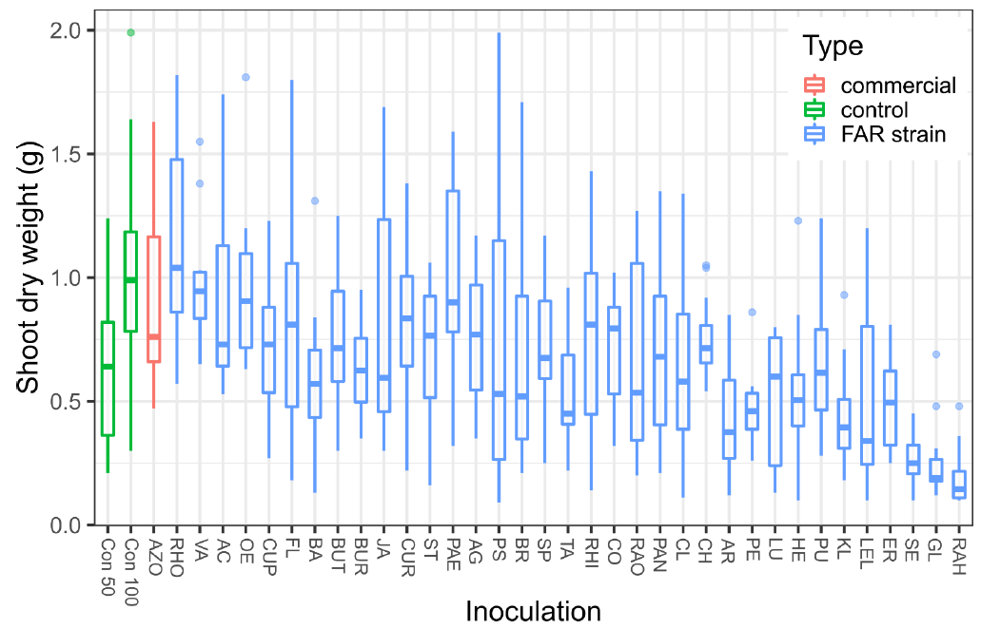 Type
commercial
control
FAR strain
Shoot dry weight (g)
2.0
1.5
1.0
0.5
0.0
Con 50
Con 100
AZO
RHO
VA
AC
OE
CUP
FL
BA
BUT
BUR
JA
CUR
ST
PAE
AG
PS
BR
SP
TA
RHI
CO
RAO
PAN
CL
CH
AR
PE
LU
HE
PU
KL
LEL
ER
SE
GL
RAH
Inoculation